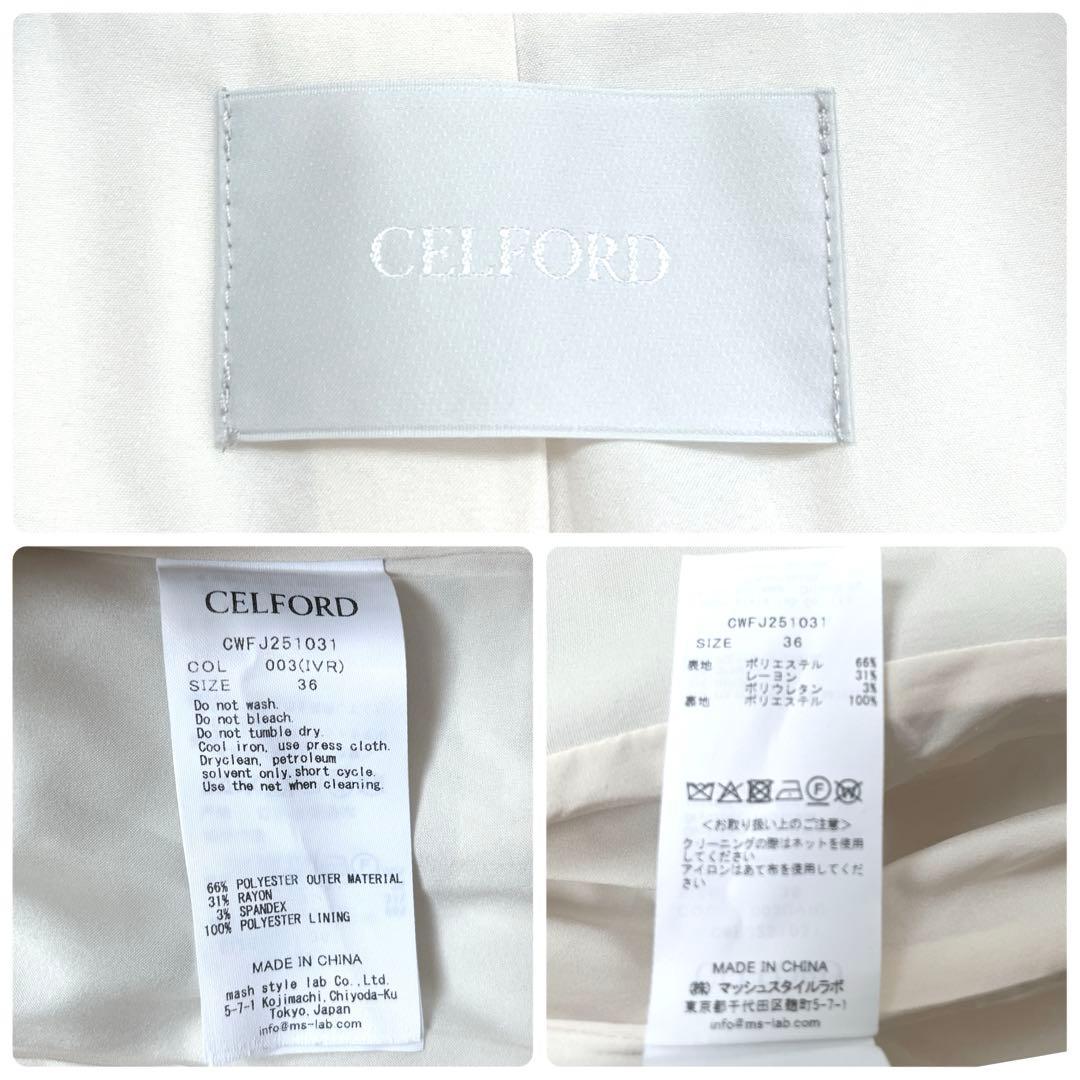 CELFORD
CELFORD
CWFJ251031
COL 003(IVR)
SIZE 36
Do not wash.
Do not bleach.
Do not tumble dry.
Cool iron, use press cloth.
Dryclean, petroleum
solvent only, short cycle.
Use the net when cleaning.
66% POLYESTER OUTER MATERIAL
31% RAYON
3% SPANDEX
100% POLYESTER LINING
MADE IN CHINA
mash style lab Co.,Ltd.
5-7-1 Kojimachi,Chiyoda-Ku
Tokyo, Japan
info@ms-lab.com
CWFJ251031
SIZE 36
表地 ポリエステル 66%
レーヨン 31%
ポリウレタン 3%
裏地 ポリエステル 100%
F W
<お取り扱い上のご注意>
クリーニングの際はネットを使用
してください
アイロンはあて布を使用してくだ
さい
MADE IN CHINA
(株) マッシュスタイルラボ
東京都千代田区麹町5-7-1
info@ms-lab.com